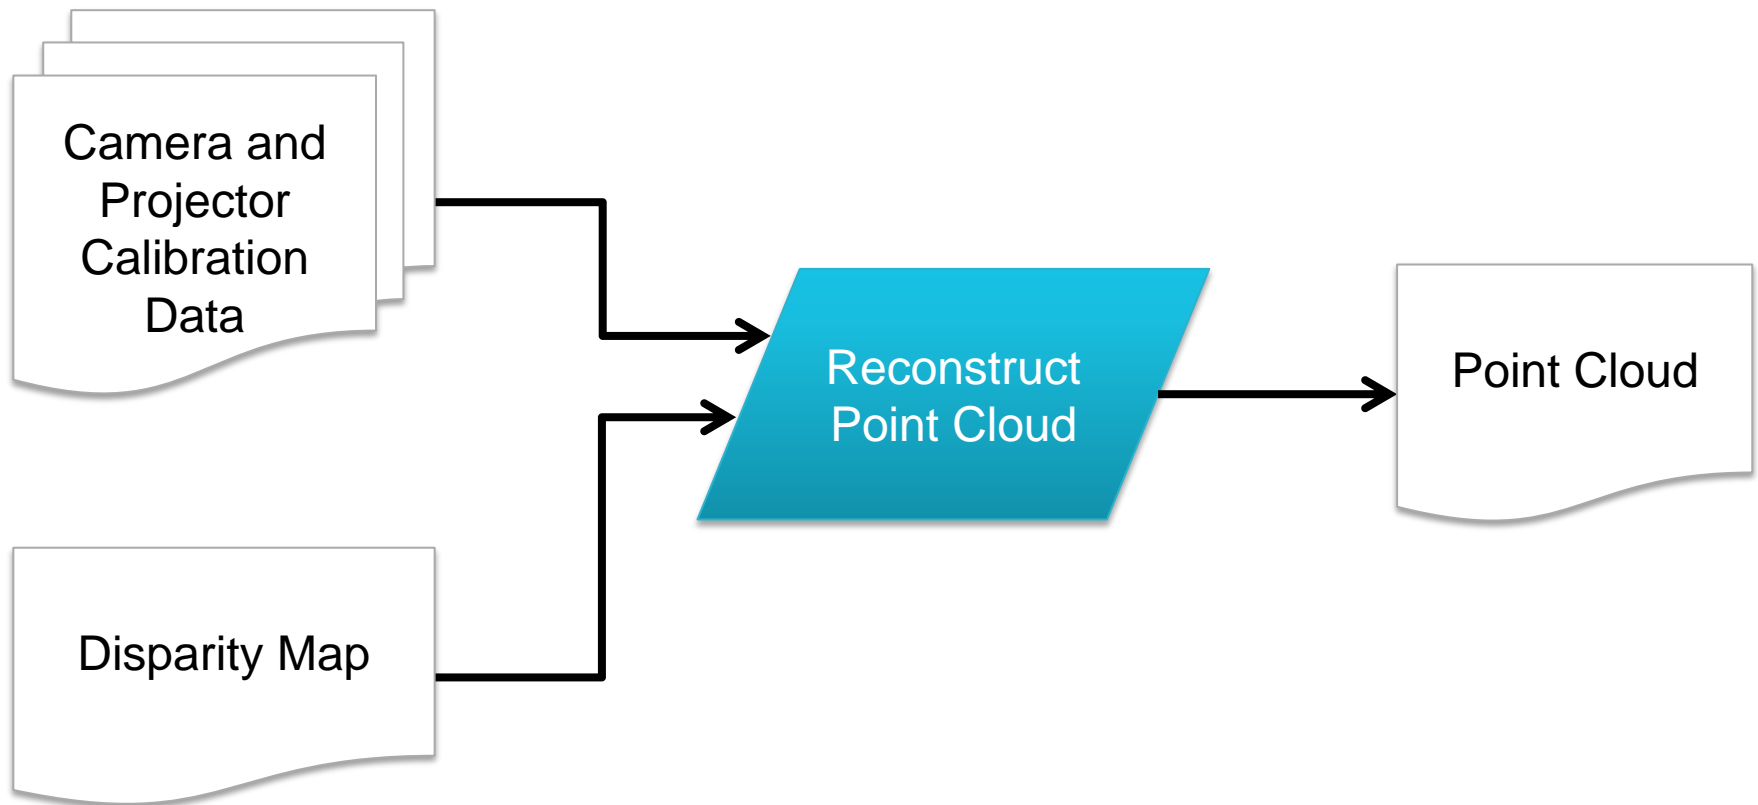 Camera and
Projector
Calibration
Data
Reconstruct
Point Cloud
Point Cloud
Disparity Map